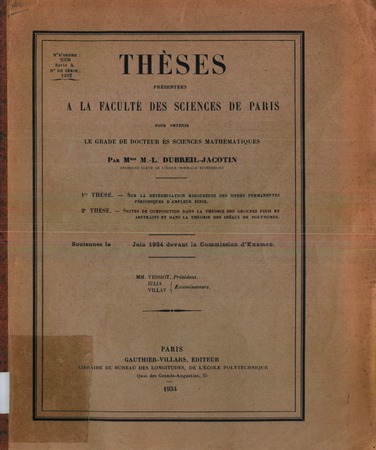 N° D'ORDRE :
Série A.
N° DE SÉRIE :
THÈSES
PRÉSENTÉES
A LA FACULTÉ DES SCIENCES DE PARIS
POUR OBTENIR
LE GRADE DE DOCTEUR ES SCIENCES MATHÉMATIQUES
PAR Mme M.-L. DUBREIL-JACOTIN
ANCIENNE ÉLÈVE DE L'ÉCOLE NORMALE SUPÉRIEURE
1re THÈSE. — SUR LA DÉTERMINATION RIGOUREUSE DES ONDES PERMANENTES
PÉRIODIQUES D'AMPLEUR FINIE.
2e THÈSE. — SUITES DE COMPOSITION DANS LA THÉORIE DES GROUPES FINIS ET
ABSTRAITS ET DANS LA THÉORIE DES IDÉAUX DE POLYNOMES.
Soutenues le Juin 1934 devant la Commission d'Examen.
MM. VESSIOT, Président.
JULIA
VILLAT } Examinateurs.
PARIS
GAUTHIER-VILLARS, ÉDITEUR
LIBRAIRE DU BUREAU DES LONGITUDES, DE L'ÉCOLE POLYTECHNIQUE
Quai des Grands-Augustins, 55
1934